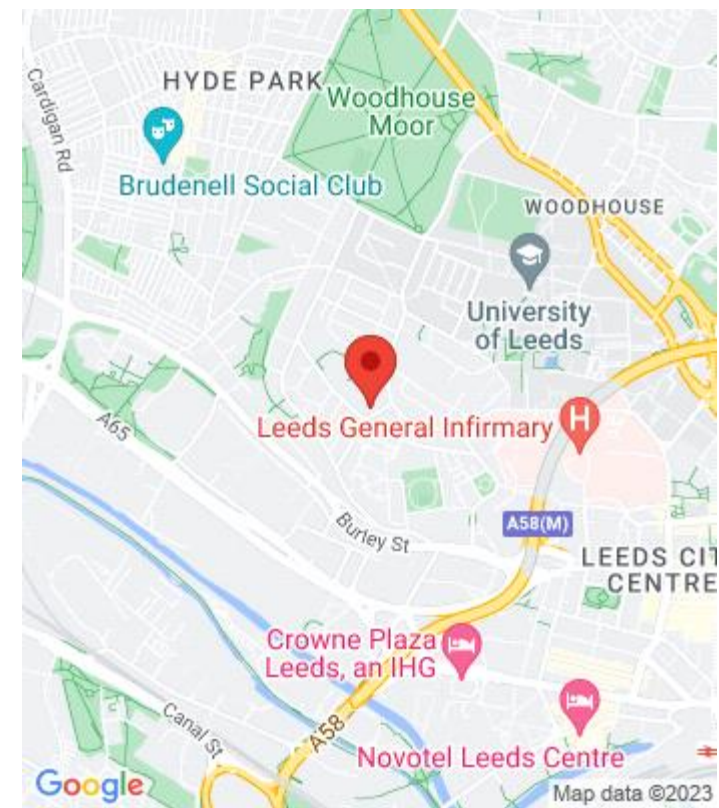 Cardigan Rd
HYDE PARK
Woodhouse
Moor
Brudenell Social Club
WOODHOUSE
University
of Leeds
Leeds General Infirmary
H
A65
Burley St
A58(M)
LEEDS CIT
CENTRE
Crowne Plaza
Leeds, an IHG
Canal St
A58
Novotel Leeds Centre
Google
Map data ©2023